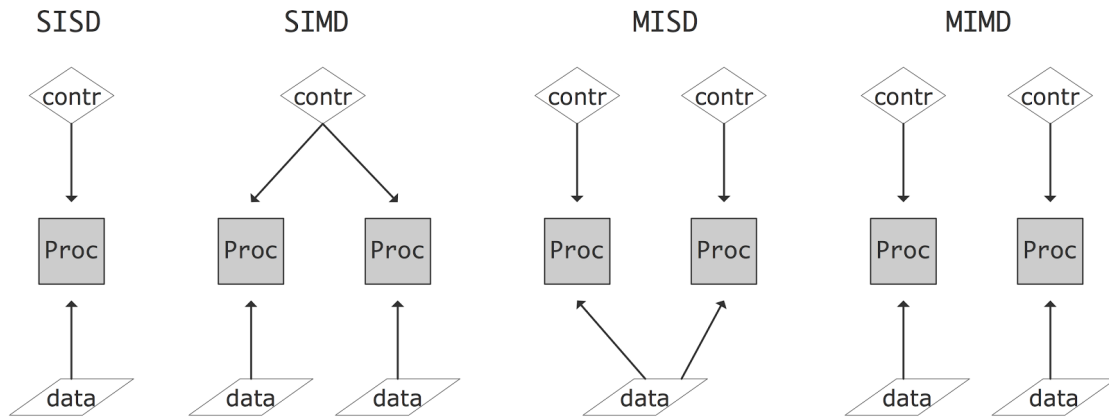 SISD SIMD MISD MIMD
contr contr contr contr contr contr
Proc Proc Proc Proc Proc Proc Proc
data data data data data data